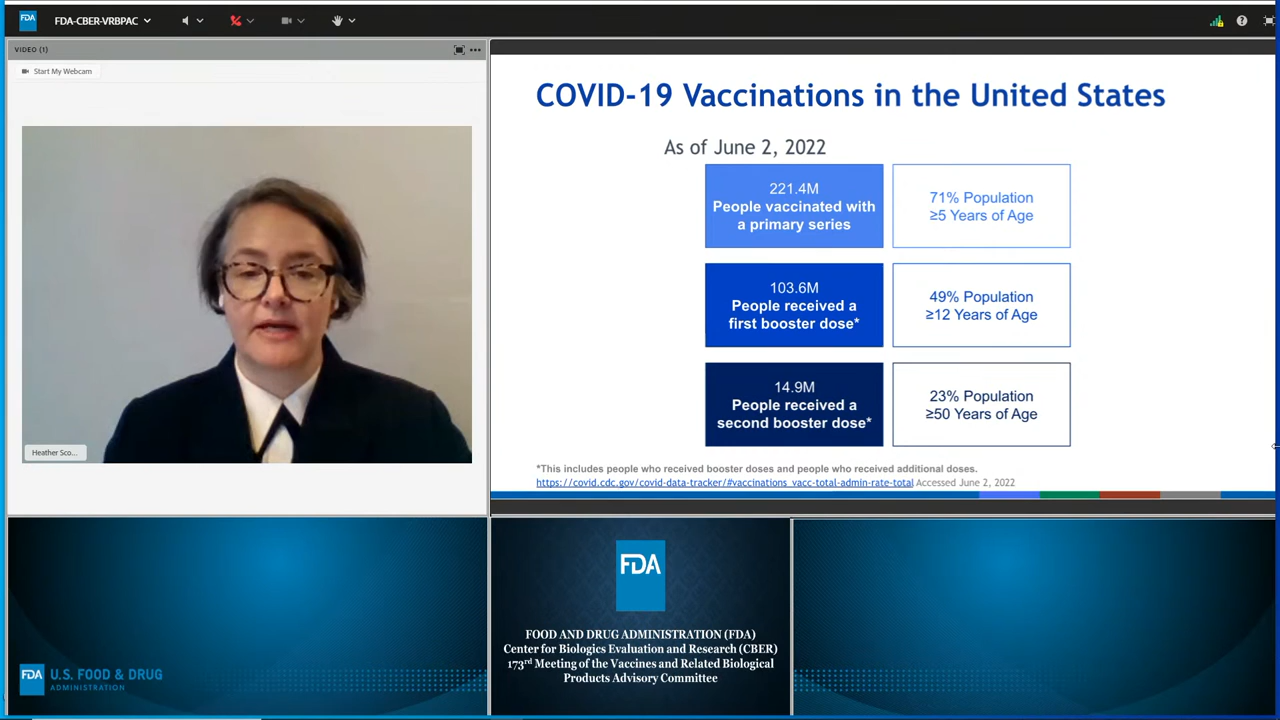 FDA
FDA-CBER-VRBPAC
VIDEO (1)
Start My Webcam
Heather Sco...
COVID-19 Vaccinations in the United States
As of June 2, 2022
221.4M
People vaccinated with
a primary series
71% Population
≥5 Years of Age
103.6M
People received a
first booster dose*
49% Population
≥12 Years of Age
14.9M
People received a
second booster dose*
23% Population
≥50 Years of Age
*This includes people who received booster doses and people who received additional doses.
https://covid.cdc.gov/covid-data-tracker/#vaccinations_vacc-total-admin-rate-total Accessed June 2, 2022
FDA
U.S. FOOD & DRUG
ADMINISTRATION
FDA
FOOD AND DRUG ADMINISTRATION (FDA)
Center for Biologics Evaluation and Research (CBER)
173rd Meeting of the Vaccines and Related Biological
Products Advisory Committee